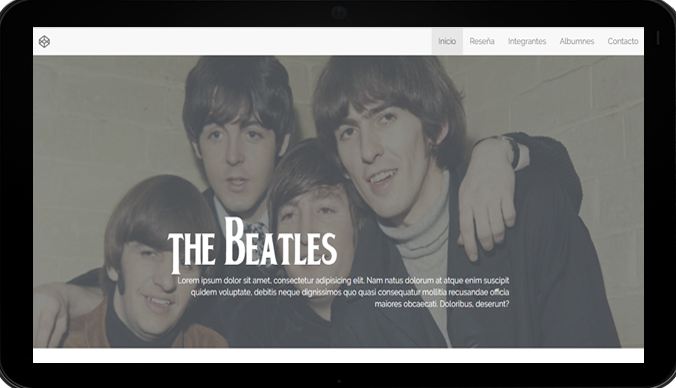 Inicio Reseña Integrantes Albumnes Contacto
THE BEATLES
Lorem ipsum dolor sit amet, consectetur adipisicing elit. Nam natus dolorum at atque enim suscipit
quidem voluptate, debitis neque dignissimos quo quasi consequatur mollitia recusandae officia
maiores obcaecati. Doloribus, deserunt?